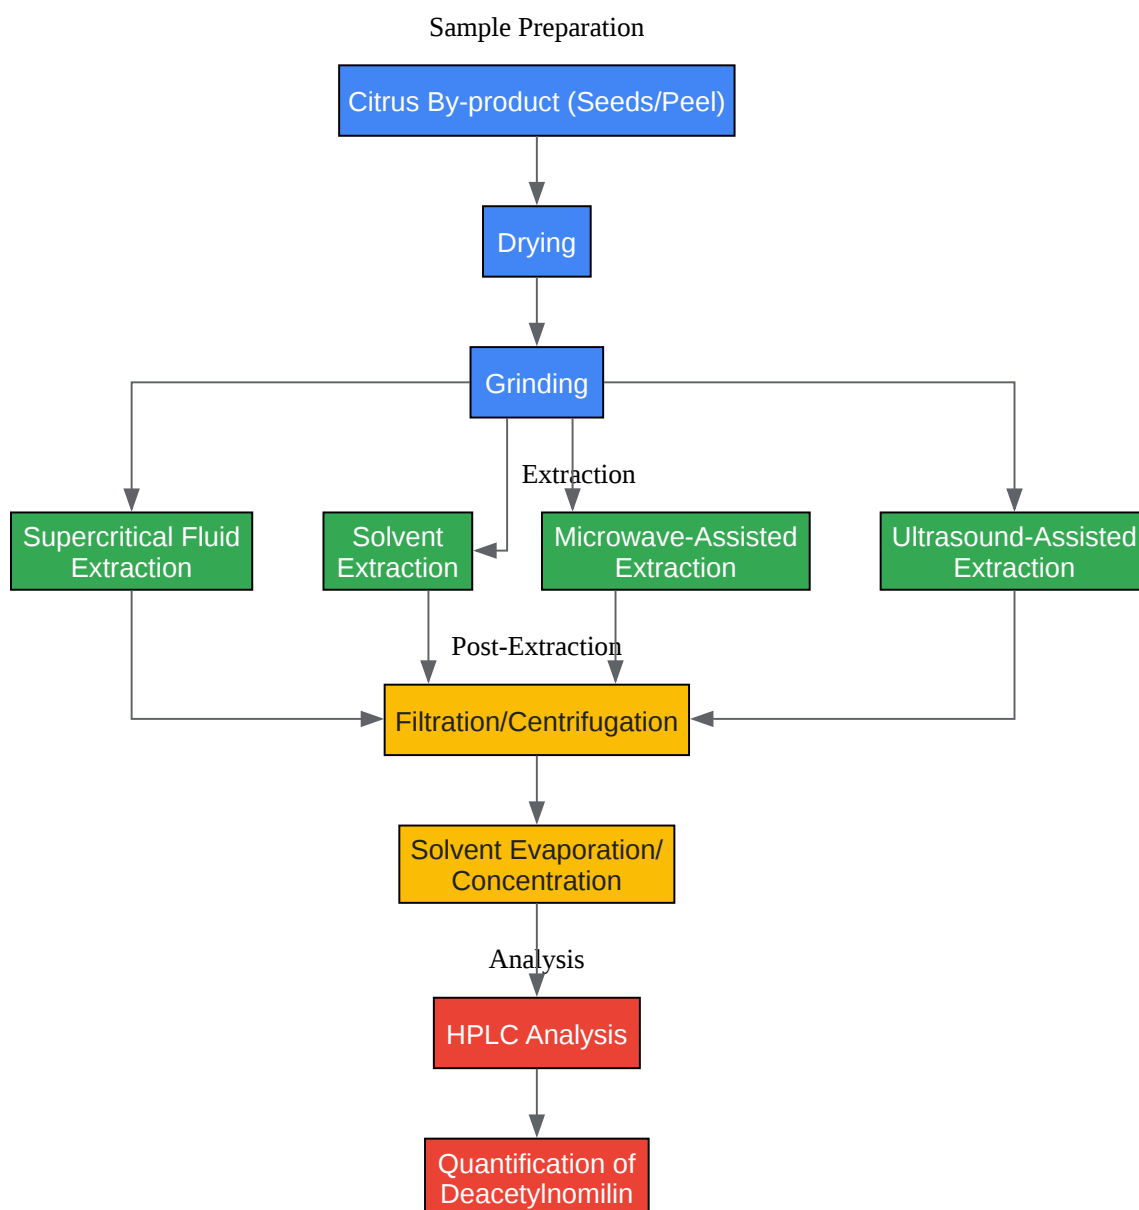 Sample Preparation
Citrus By-product (Seeds/Peel)
Drying
Grinding
Extraction
Supercritical Fluid
Extraction
Solvent
Extraction
Microwave-Assisted
Extraction
Ultrasound-Assisted
Extraction
Post-Extraction
Filtration/Centrifugation
Solvent Evaporation/
Concentration
Analysis
HPLC Analysis
Quantification of
Deacetylnomilin